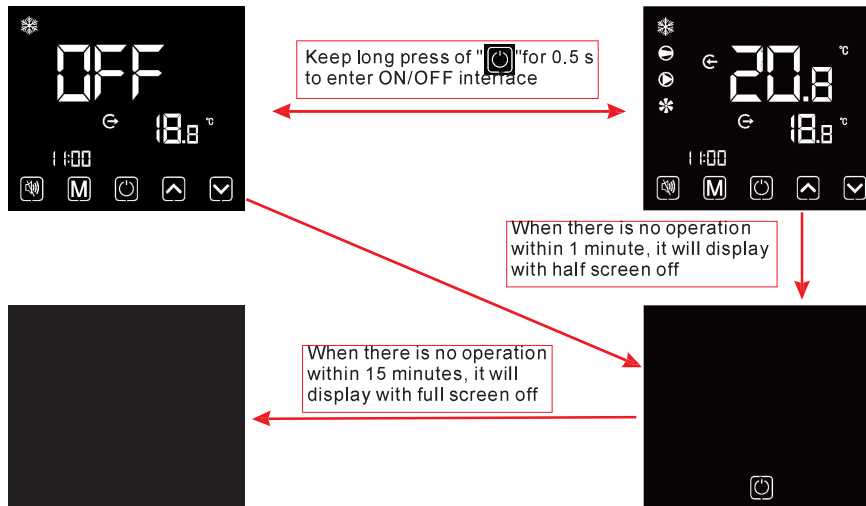 OFF
℃
18.8
11:00
M
Keep long press of " "for 0.5 s
to enter ON/OFF interface
20.8 ℃
18.8 ℃
11:00
M
When there is no operation
within 1 minute, it will display
with half screen off
When there is no operation
within 15 minutes, it will
display with full screen off